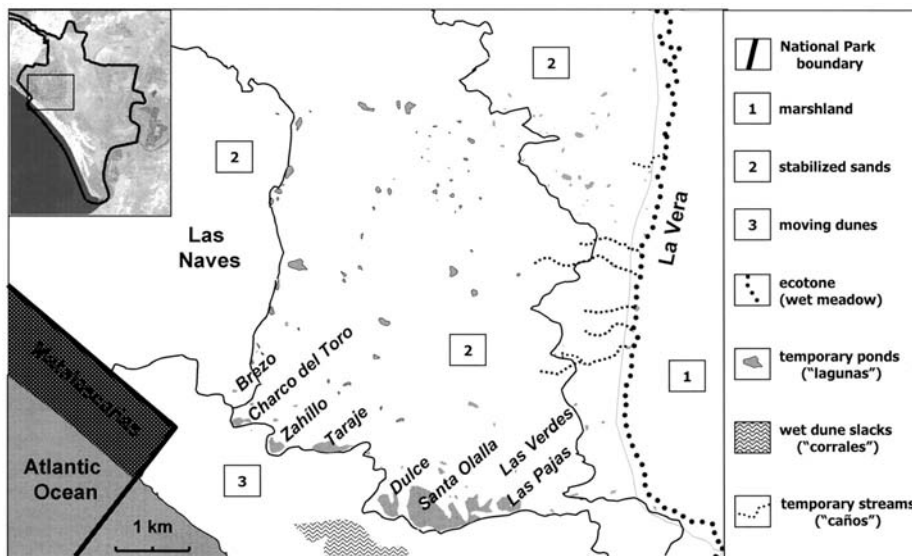 2
2
Las
Naves
La Vera
Matalascañas
Brezo
Charco del Toro
Zahillo
Taraje
2
1
Dulce
Santa Olalla
Las Verdes
Las Pajas
Atlantic
Ocean
3
1 km
National Park
boundary
1
marshland
2
stabilized sands
3
moving dunes
ecotone
(wet meadow)
temporary ponds
("lagunas")
wet dune slacks
("corrales")
temporary streams
("caños")